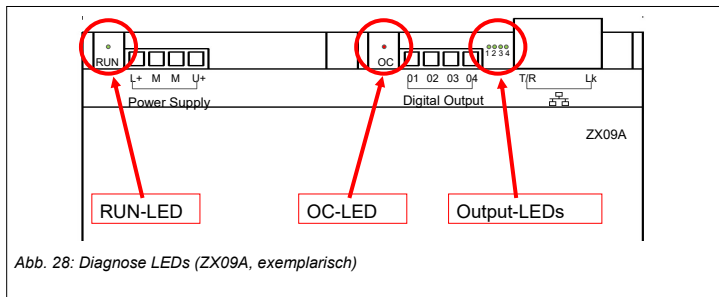 RUN
OC
1 2 3 4
L+ M M U+
01 02 03 04
T/R Lk
Power Supply
Digital Output
ZX09A
RUN-LED
OC-LED
Output-LEDs
Abb. 28: Diagnose LEDs (ZX09A, exemplarisch)